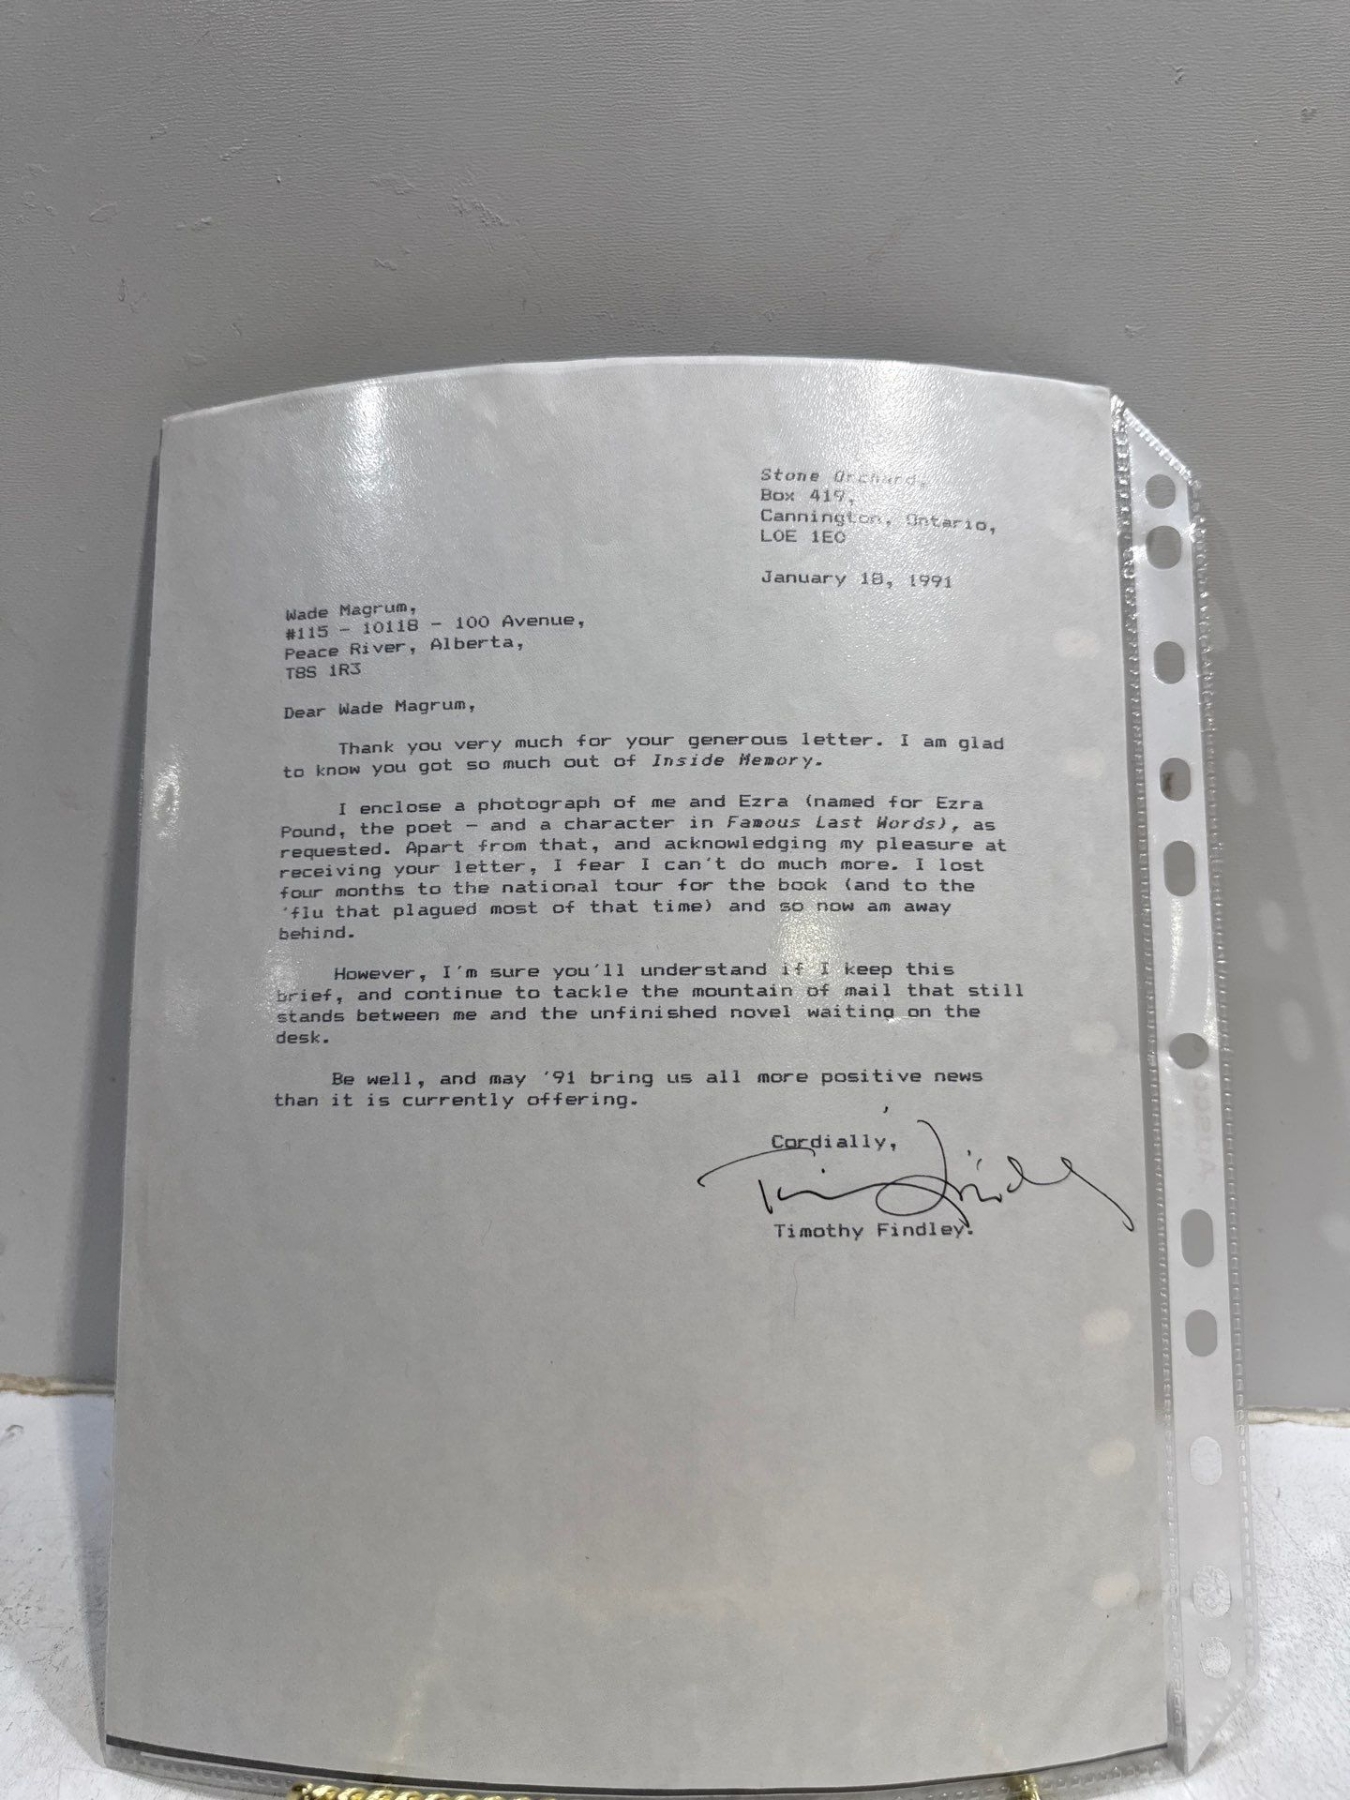 Stone Orchard,
Box 419,
Cannington, Ontario,
LOE 1EO
January 18, 1991
Wade Magrum,
#115 - 10118 - 100 Avenue,
Peace River, Alberta,
T8S 1R3
Dear Wade Magrum,
Thank you very much for your generous letter. I am glad
to know you got so much out of Inside Memory.
I enclose a photograph of me and Ezra (named for Ezra
Pound, the poet - and a character in Famous Last Words), as
requested. Apart from that, and acknowledging my pleasure at
receiving your letter, I fear I can't do much more. I lost
four months to the national tour for the book (and to the
'flu that plagued most of that time) and so now am away
behind.
However, I'm sure you'll understand if I keep this
brief, and continue to tackle the mountain of mail that still
stands between me and the unfinished novel waiting on the
desk.
Be well, and may '91 bring us all more positive news
than it is currently offering.
Cordially,
Tim Findley
Timothy Findley.